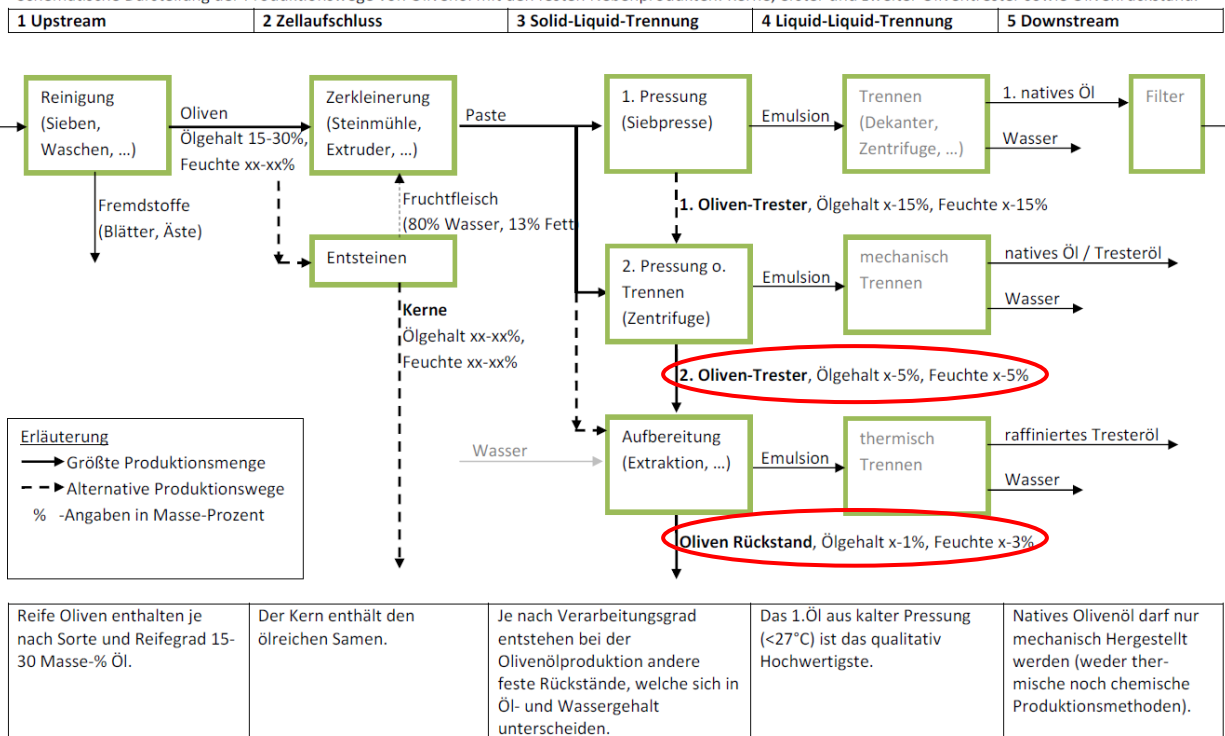 1 Upstream
2 Zellaufschluss
3 Solid-Liquid-Trennung
4 Liquid-Liquid-Trennung
5 Downstream
Reinigung
(Sieben,
Waschen, …)
Oliven
Ölgehalt 15-30%,
Feuchte xx-xx%
Zerkleinerung
(Steinmühle,
Extruder, …)
Paste
1. Pressung
(Siebpresse)
Emulsion
Trennen
(Dekanter,
Zentrifuge, …)
1. natives Öl
Wasser
Filter
Fremdstoffe
(Blätter, Äste)
Fruchtfleisch
(80% Wasser, 13% Fett)
1. Oliven-Trester, Ölgehalt x-15%, Feuchte x-15%
Entsteinen
2. Pressung o.
Trennen
(Zentrifuge)
Emulsion
mechanisch
Trennen
natives Öl / Tresteröl
Wasser
Kerne
Ölgehalt xx-xx%,
Feuchte xx-xx%
2. Oliven-Trester, Ölgehalt x-5%, Feuchte x-5%
Erläuterung
Größte Produktionsmenge
Alternative Produktionswege
% -Angaben in Masse-Prozent
Wasser
Aufbereitung
(Extraktion, …)
Emulsion
thermisch
Trennen
raffiniertes Tresteröl
Wasser
Oliven Rückstand, Ölgehalt x-1%, Feuchte x-3%
Reife Oliven enthalten je
nach Sorte und Reifegrad 15-
30 Masse-% Öl.
Der Kern enthält den
ölreichen Samen.
Je nach Verarbeitungsgrad
entstehen bei der
Olivenölproduktion andere
feste Rückstände, welche sich in
Öl- und Wassergehalt
unterscheiden.
Das 1.Öl aus kalter Pressung
(<27°C) ist das qualitativ
Hochwertigste.
Natives Olivenöl darf nur
mechanisch Hergestellt
werden (weder ther-
mische noch chemische
Produktionsmethoden).